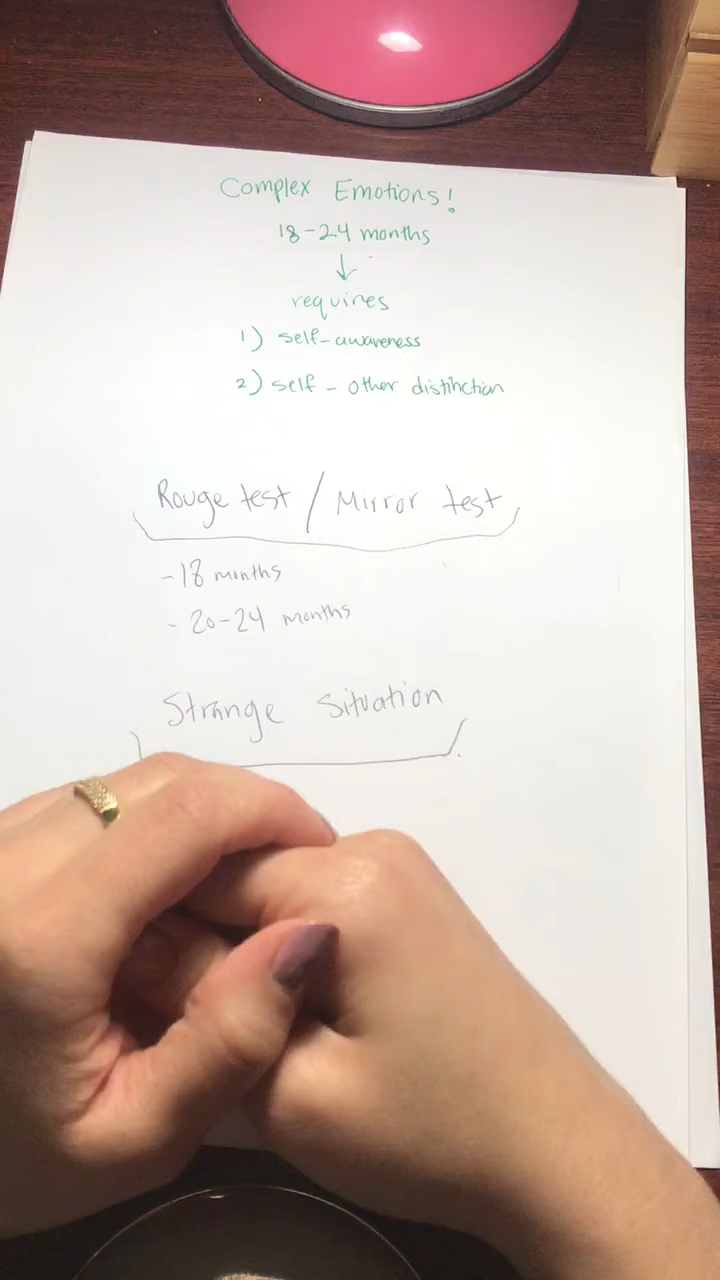 Complex Emotions!
18-24 months
↓
requires
1) self-awareness
2) self - other distinction
Rouge test / Mirror test
- 18 months
- 20-24 months
Strange Situation